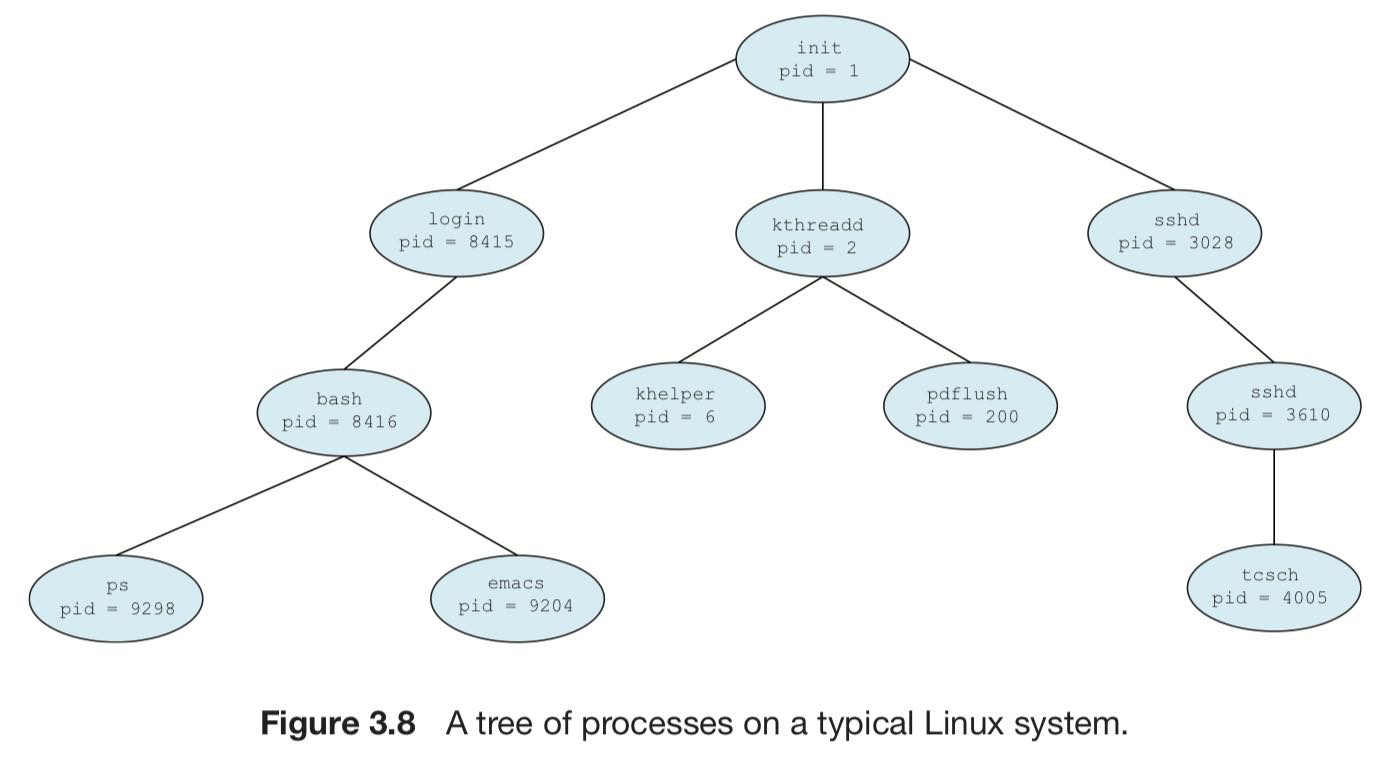 init
pid = 1
login
pid = 8415
kthreadd
pid = 2
sshd
pid = 3028
bash
pid = 8416
khelper
pid = 6
pdflush
pid = 200
sshd
pid = 3610
ps
pid = 9298
emacs
pid = 9204
tcsch
pid = 4005
Figure 3.8 A tree of processes on a typical Linux system.